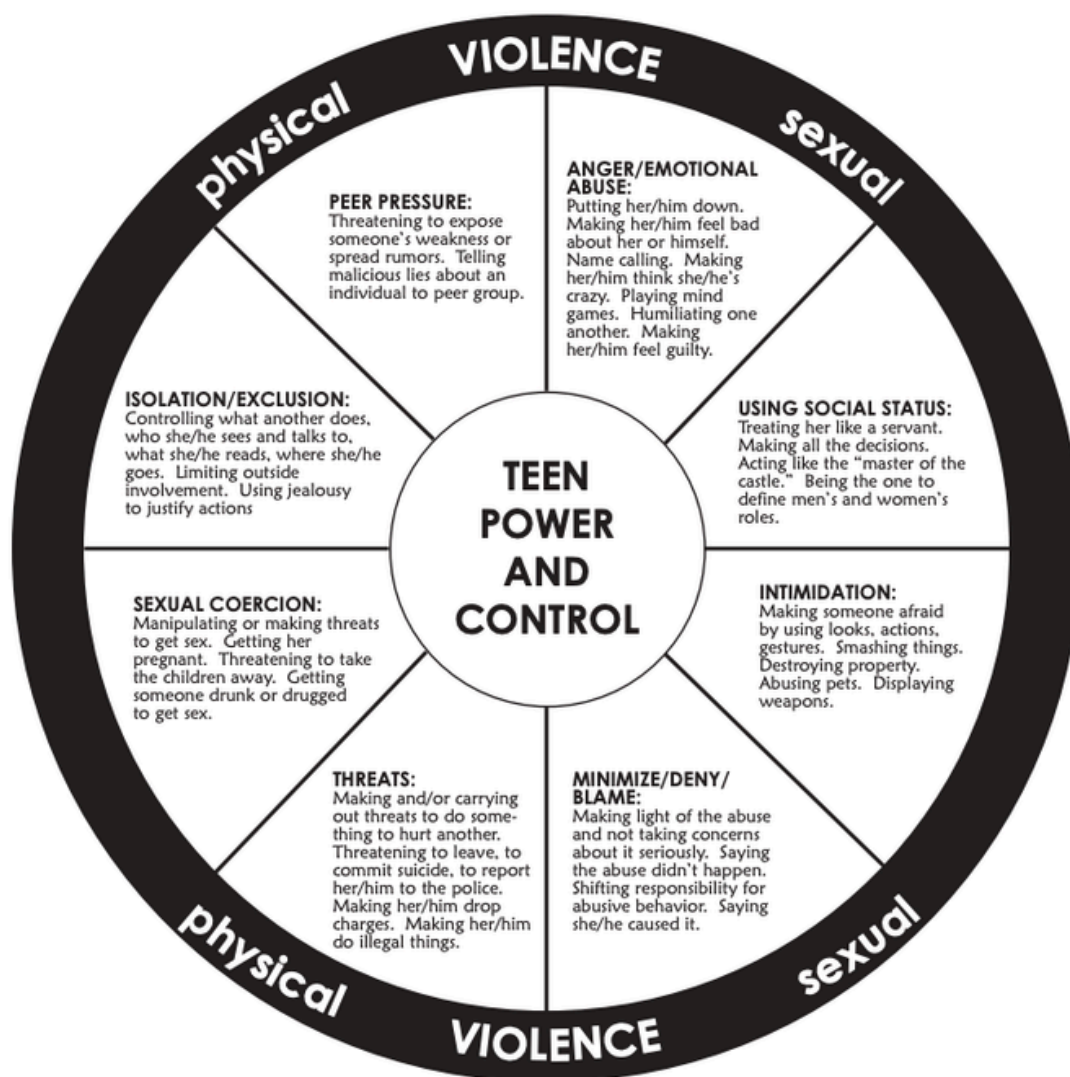 VIOLENCE
physical
sexual
PEER PRESSURE:
Threatening to expose
someone's weakness or
spread rumors. Telling
malicious lies about an
individual to peer group.
ANGER/EMOTIONAL
ABUSE:
Putting her/him down.
Making her/him feel bad
about her or himself.
Name calling. Making
her/him think she/he's
crazy. Playing mind
games. Humiliating one
another. Making
her/him feel guilty.
ISOLATION/EXCLUSION:
Controlling what another does,
who she/he sees and talks to,
what she/he reads, where she/he
goes. Limiting outside
involvement. Using jealousy
to justify actions
USING SOCIAL STATUS:
Treating her like a servant.
Making all the decisions.
Acting like the “master of the
castle.” Being the one to
define men's and women's
roles.
TEEN
POWER
AND
CONTROL
SEXUAL COERCION:
Manipulating or making threats
to get sex. Getting her
pregnant. Threatening to take
the children away. Getting
someone drunk or drugged
to get sex.
INTIMIDATION:
Making someone afraid
by using looks, actions,
gestures. Smashing things.
Destroying property.
Abusing pets. Displaying
weapons.
THREATS:
Making and/or carrying
out threats to do some-
thing to hurt another.
Threatening to leave, to
commit suicide, to report
her/him to the police.
Making her/him drop
charges. Making her/him
do illegal things.
MINIMIZE/DENY/
BLAME:
Making light of the abuse
and not taking concerns
about it seriously. Saying
the abuse didn't happen.
Shifting responsibility for
abusive behavior. Saying
she/he caused it.
physical
sexual
VIOLENCE